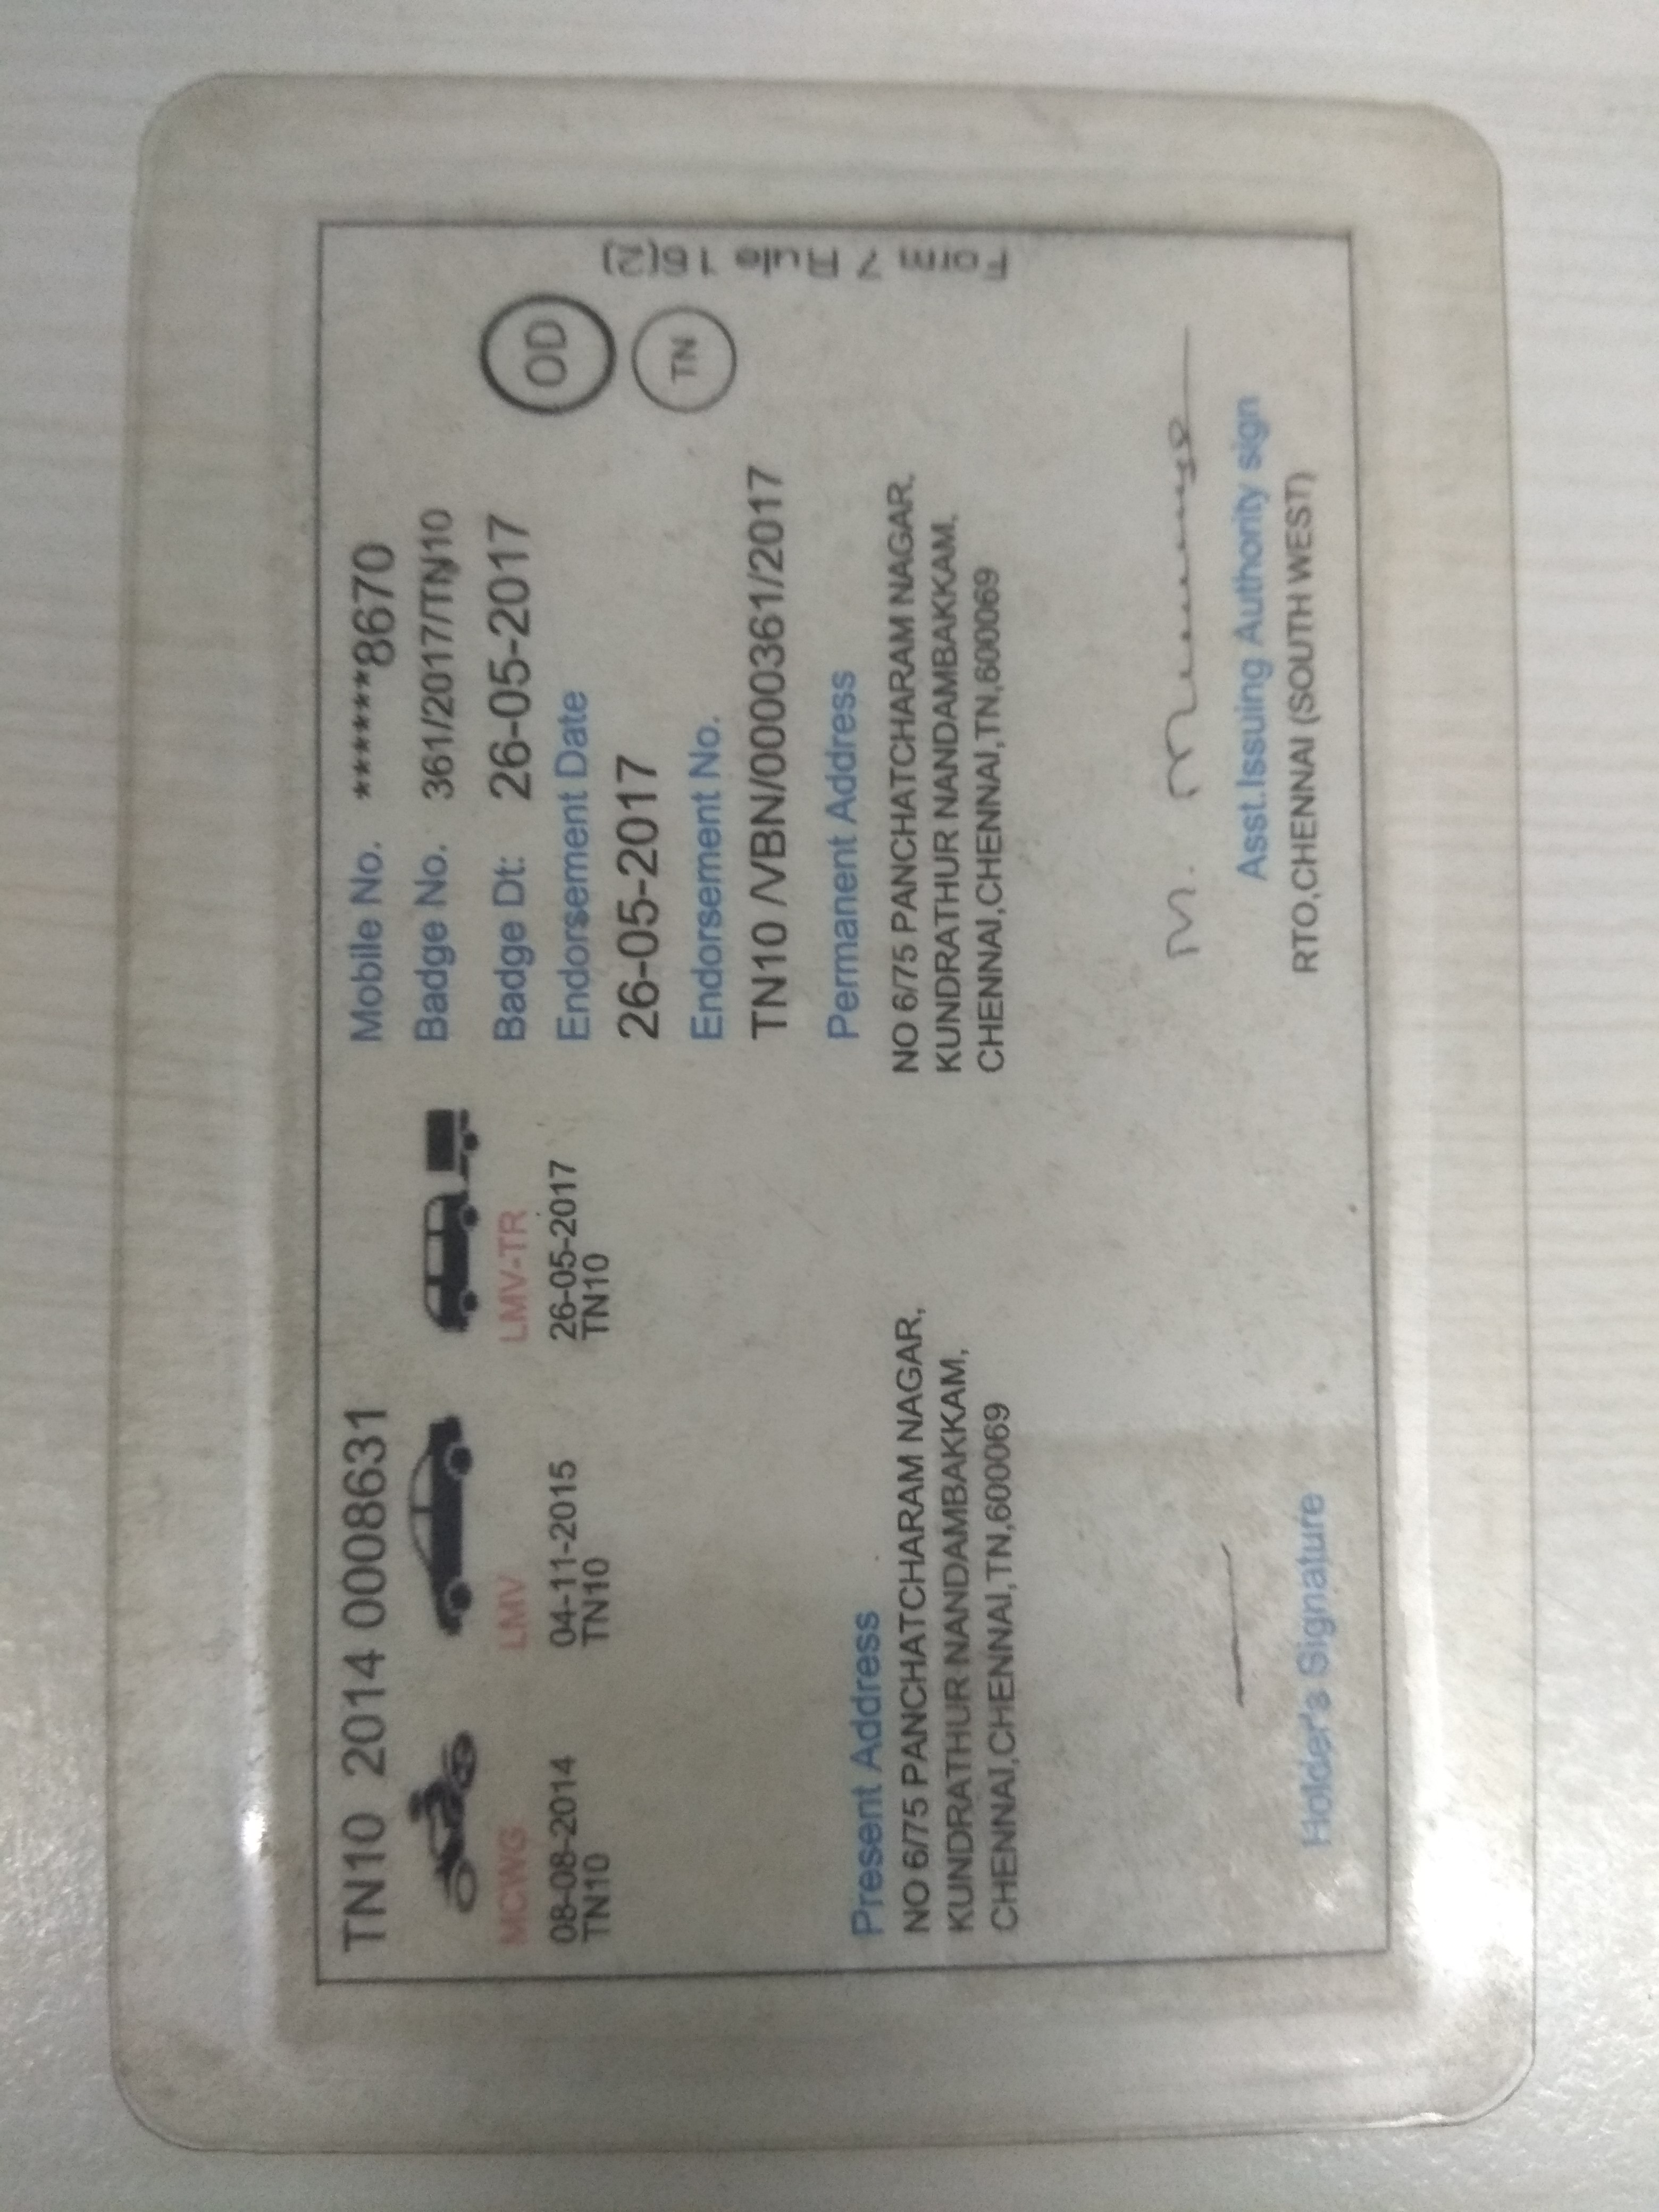 TN10 2014 0008631
MCWG LMV LMV-TR
08-08-2014 04-11-2015 26-05-2017
TN10 TN10 TN10
Mobile No. ******8670
Badge No. 361/2017/TN10
Badge Dt: 26-05-2017
Endorsement Date
26-05-2017
Endorsement No.
TN10 /VBN/0000361/2017
OD
TN
Form 7 Rule 16(2)
Present Address
NO 6/75 PANCHATCHARAM NAGAR,
KUNDRATHUR NANDAMBAKKAM,
CHENNAI,CHENNAI,TN,600069
Permanent Address
NO 6/75 PANCHATCHARAM NAGAR,
KUNDRATHUR NANDAMBAKKAM,
CHENNAI,CHENNAI,TN,600069
Holder's Signature
Asst.Issuing Authority sign
RTO,CHENNAI (SOUTH WEST)